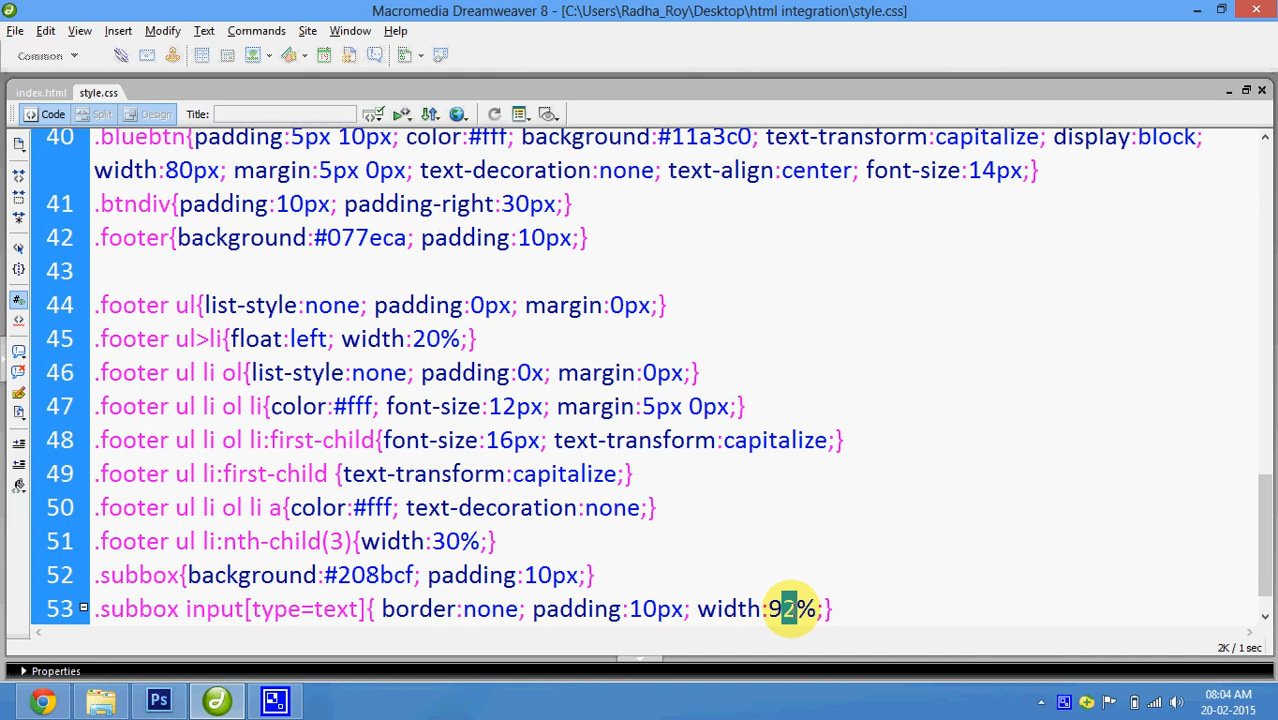 Macromedia Dreamweaver 8 - [C:\Users\Radha_Roy\Desktop\html integration\style.css]
File Edit View Insert Modify Text Commands Site Window Help
Common
index.html style.css
Code Split Design Title:
40 .bluebtn{padding:5px 10px; color:#fff; background:#11a3c0; text-transform:capitalize; display:block;
width:80px; margin:5px 0px; text-decoration:none; text-align:center; font-size:14px;}
41 .btndiv{padding:10px; padding-right:30px;}
42 .footer{background:#077eca; padding:10px;}
43
44 .footer ul{list-style:none; padding:0px; margin:0px;}
45 .footer ul>li{float:left; width:20%;}
46 .footer ul li ol{list-style:none; padding:0x; margin:0px;}
47 .footer ul li ol li{color:#fff; font-size:12px; margin:5px 0px;}
48 .footer ul li ol li:first-child{font-size:16px; text-transform:capitalize;}
49 .footer ul li:first-child {text-transform:capitalize;}
50 .footer ul li ol li a{color:#fff; text-decoration:none;}
51 .footer ul li:nth-child(3){width:30%;}
52 .subbox{background:#208bcf; padding:10px;}
53 .subbox input[type=text]{ border:none; padding:10px; width:92%;}
2K / 1 sec
Properties
Ps
08:04 AM
20-02-2015